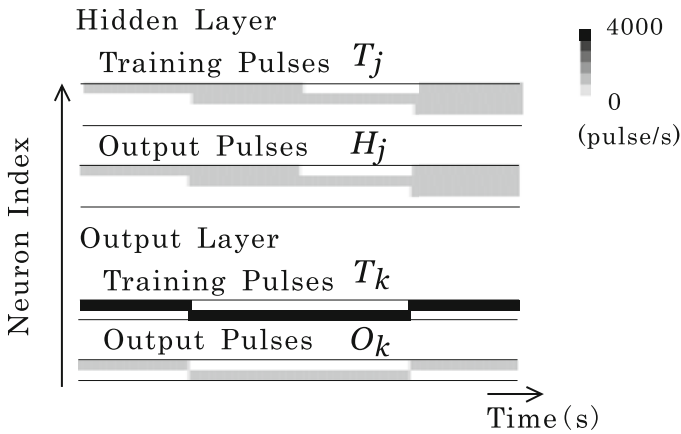 Hidden Layer
Training Pulses Tj
Output Pulses Hj
Output Layer
Training Pulses Tk
Output Pulses Ok
Neuron Index
Time(s)
4000
0
(pulse/s)